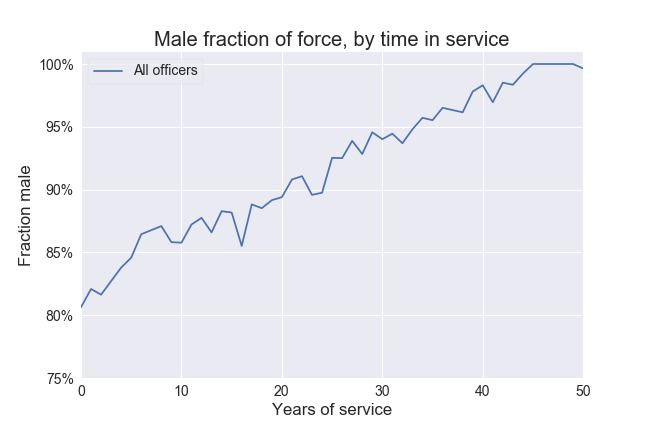 Male fraction of force, by time in service
100%
All officers
95%
90%
85%
80%
75%
Fraction male
0 10 20 30 40 50
Years of service